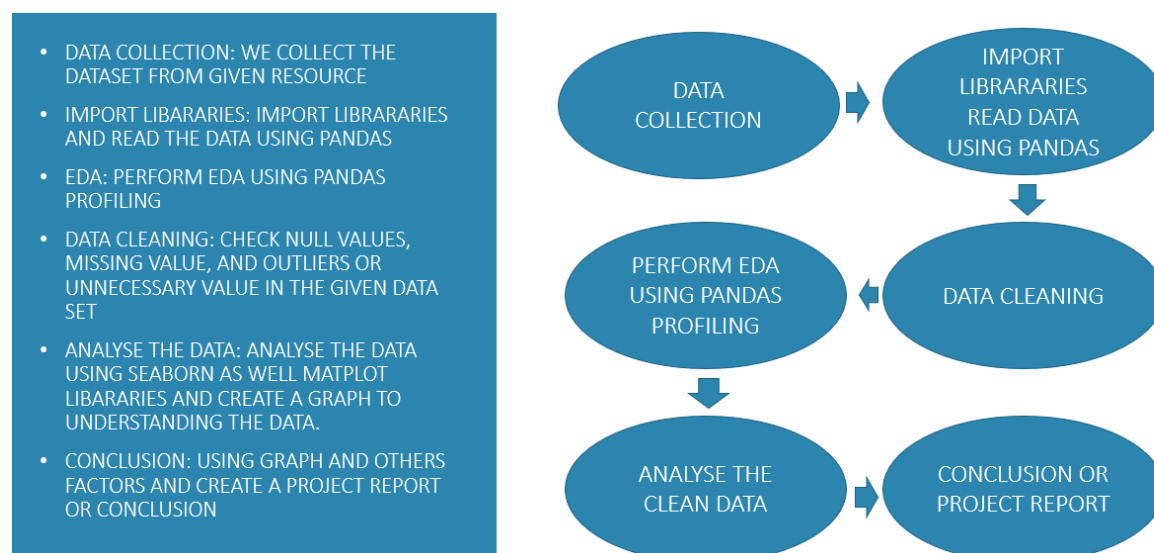 • DATA COLLECTION: WE COLLECT THE
DATASET FROM GIVEN RESOURCE
• IMPORT LIBARARIES: IMPORT LIBRARARIES
AND READ THE DATA USING PANDAS
• EDA: PERFORM EDA USING PANDAS
PROFILING
• DATA CLEANING: CHECK NULL VALUES,
MISSING VALUE, AND OUTLIERS OR
UNNECESSARY VALUE IN THE GIVEN DATA
SET
• ANALYSE THE DATA: ANALYSE THE DATA
USING SEABORN AS WELL MATPLOT
LIBARARIES AND CREATE A GRAPH TO
UNDERSTANDING THE DATA.
• CONCLUSION: USING GRAPH AND OTHERS
FACTORS AND CREATE A PROJECT REPORT
OR CONCLUSION
DATA
COLLECTION
IMPORT
LIBRARARIES
READ DATA
USING PANDAS
DATA CLEANING
PERFORM EDA
USING PANDAS
PROFILING
ANALYSE THE
CLEAN DATA
CONCLUSION OR
PROJECT REPORT